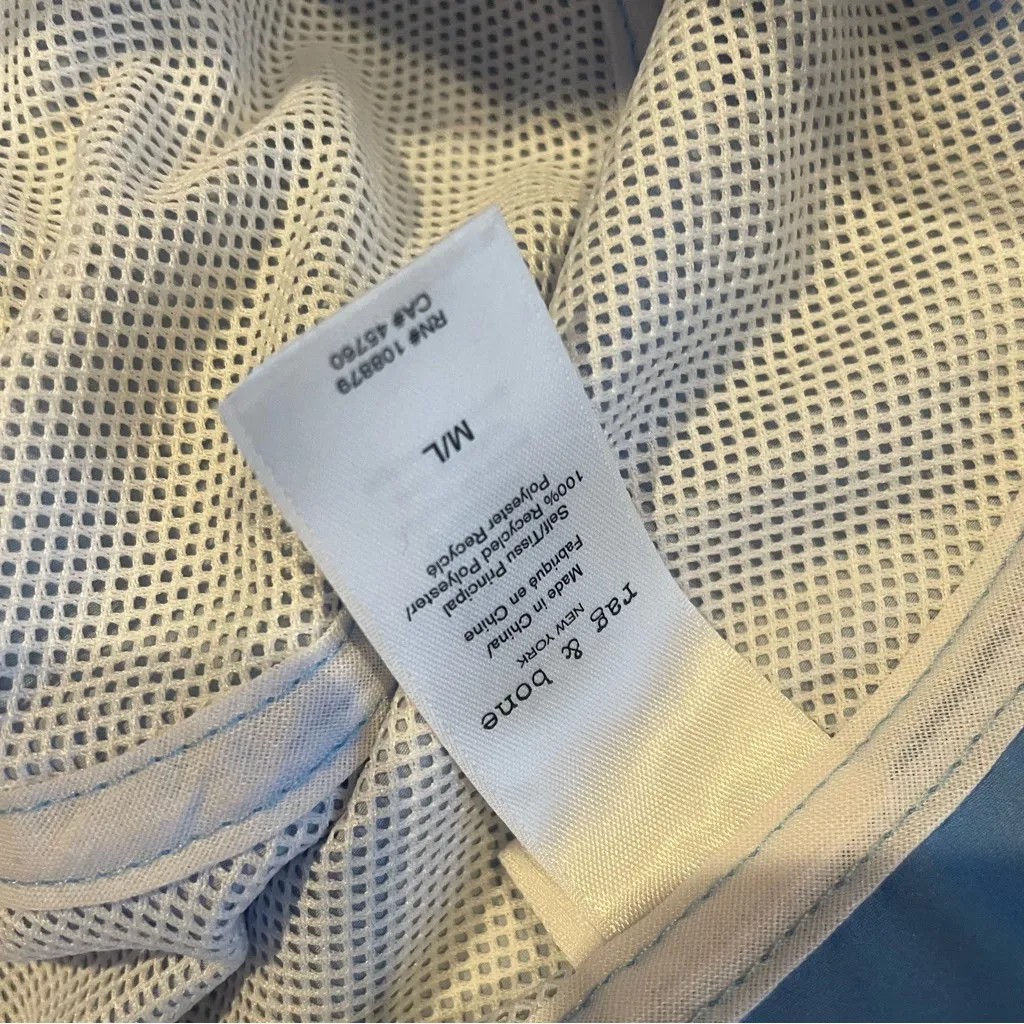 rag & bone
NEW YORK
Made in China/
Fabriqué en Chine
Self/Tissu Principal
100% Recycled Polyester/
Polyester Recyclé
M/L
RN# 108879
CA# 45760